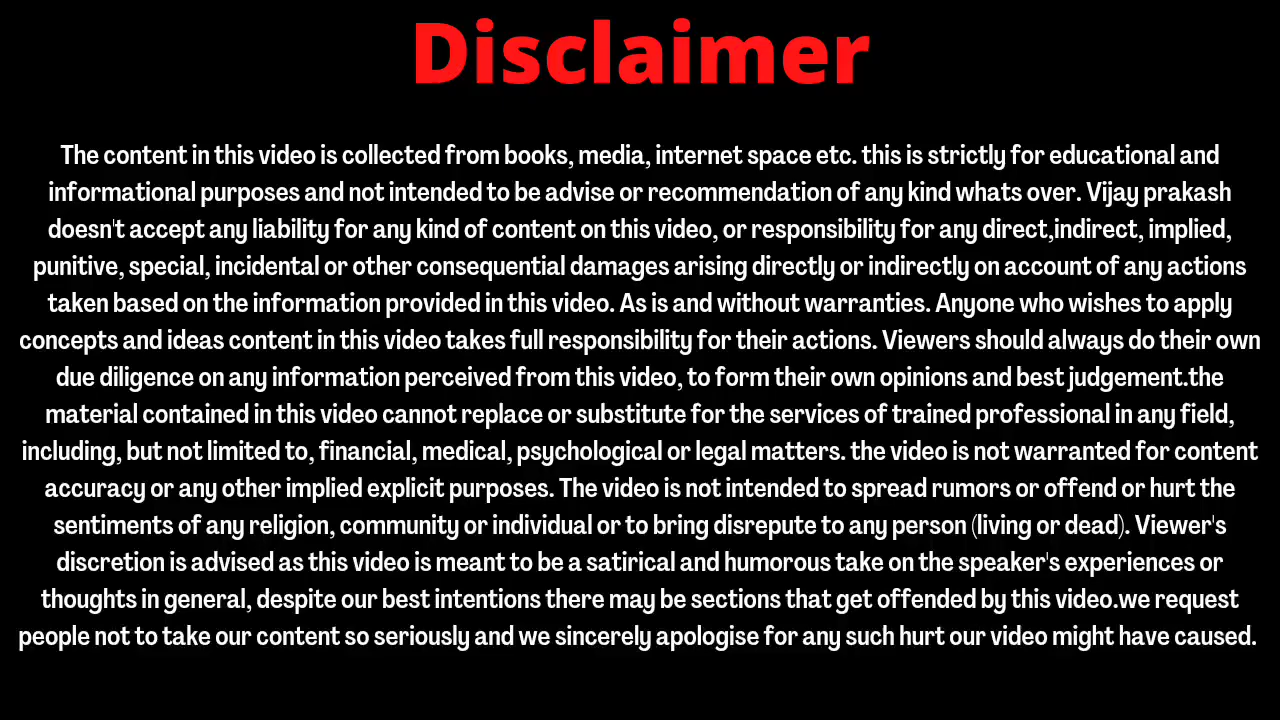 Disclaimer
The content in this video is collected from books, media, internet space etc. this is strictly for educational and
informational purposes and not intended to be advise or recommendation of any kind whats over. Vijay prakash
doesn't accept any liability for any kind of content on this video, or responsibility for any direct,indirect, implied,
punitive, special, incidental or other consequential damages arising directly or indirectly on account of any actions
taken based on the information provided in this video. As is and without warranties. Anyone who wishes to apply
concepts and ideas content in this video takes full responsibility for their actions. Viewers should always do their own
due diligence on any information perceived from this video, to form their own opinions and best judgement.the
material contained in this video cannot replace or substitute for the services of trained professional in any field,
including, but not limited to, financial, medical, psychological or legal matters. the video is not warranted for content
accuracy or any other implied explicit purposes. The video is not intended to spread rumors or offend or hurt the
sentiments of any religion, community or individual or to bring disrepute to any person (living or dead). Viewer's
discretion is advised as this video is meant to be a satirical and humorous take on the speaker's experiences or
thoughts in general, despite our best intentions there may be sections that get offended by this video.we request
people not to take our content so seriously and we sincerely apologise for any such hurt our video might have caused.